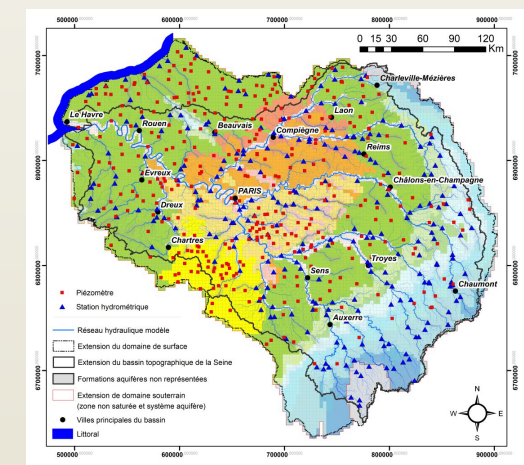 500000 600000 700000 800000 900000
0 15 30 60 90 120
Km
7000000
7000000
Charleville-Mézières
Le Havre
Rouen
Beauvais
Laon
Compiègne
Reims
6900000
6900000
Evreux
PARIS
Châlons-en-Champagne
Dreux
Chartres
Troyes
6800000
6800000
Sens
Chaumont
Auxerre
Piézomètre
Station hydrométrique
Réseau hydraulique modèle
Extension du domaine de surface
Extension du bassin topographique de la Seine
Formations aquifères non représentées
Extension de domaine souterrain
(zone non saturée et système aquifère)
Villes principales du bassin
Littoral
6700000
6700000
N
W E
S
500000 600000 700000 800000 900000